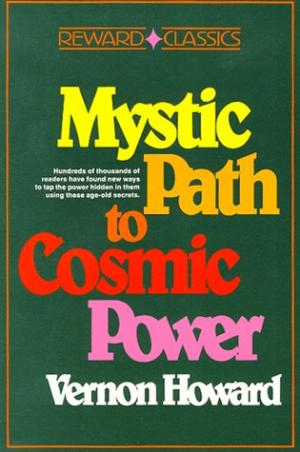 REWARD CLASSICS
Mystic
Hundreds of thousands of
readers have found new ways
to tap the power hidden in them
using these age-old secrets.
Path
to
Cosmic
Power
Vernon Howard